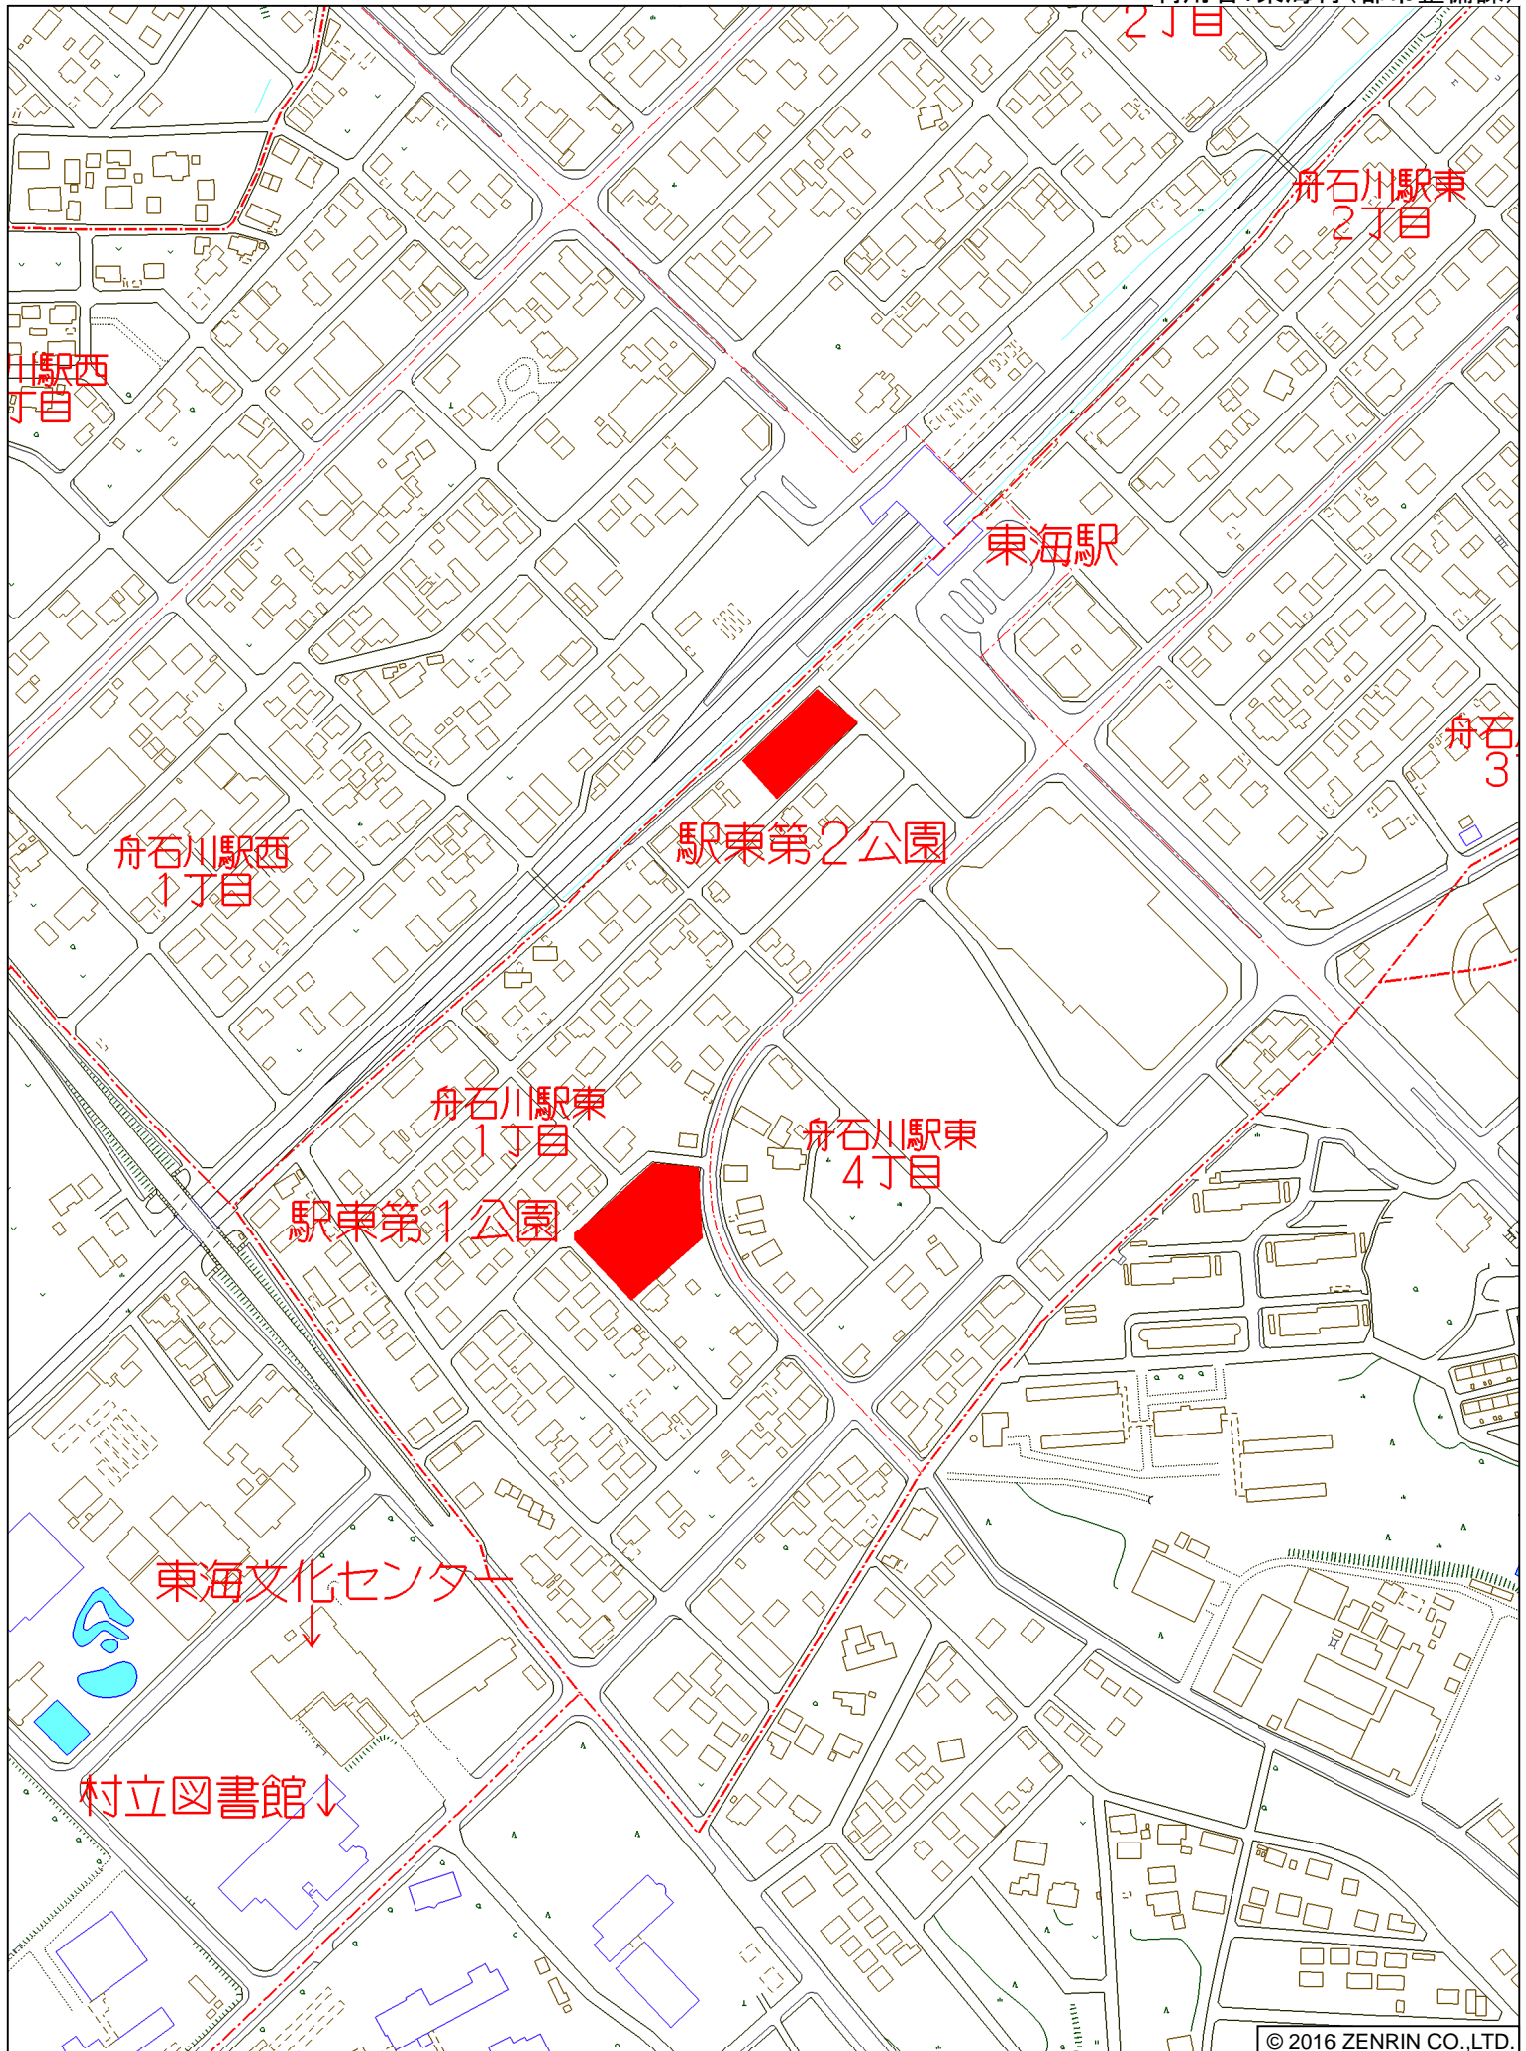 2丁目
舟石川駅東
2丁目
川駅西
丁目
東海駅
舟石
3
駅東第2公園
舟石川駅西
1丁目
舟石川駅東
1丁目
舟石川駅東
4丁目
駅東第1公園
東海文化センター
↓
村立図書館↓
© 2016 ZENRIN CO.,LTD.